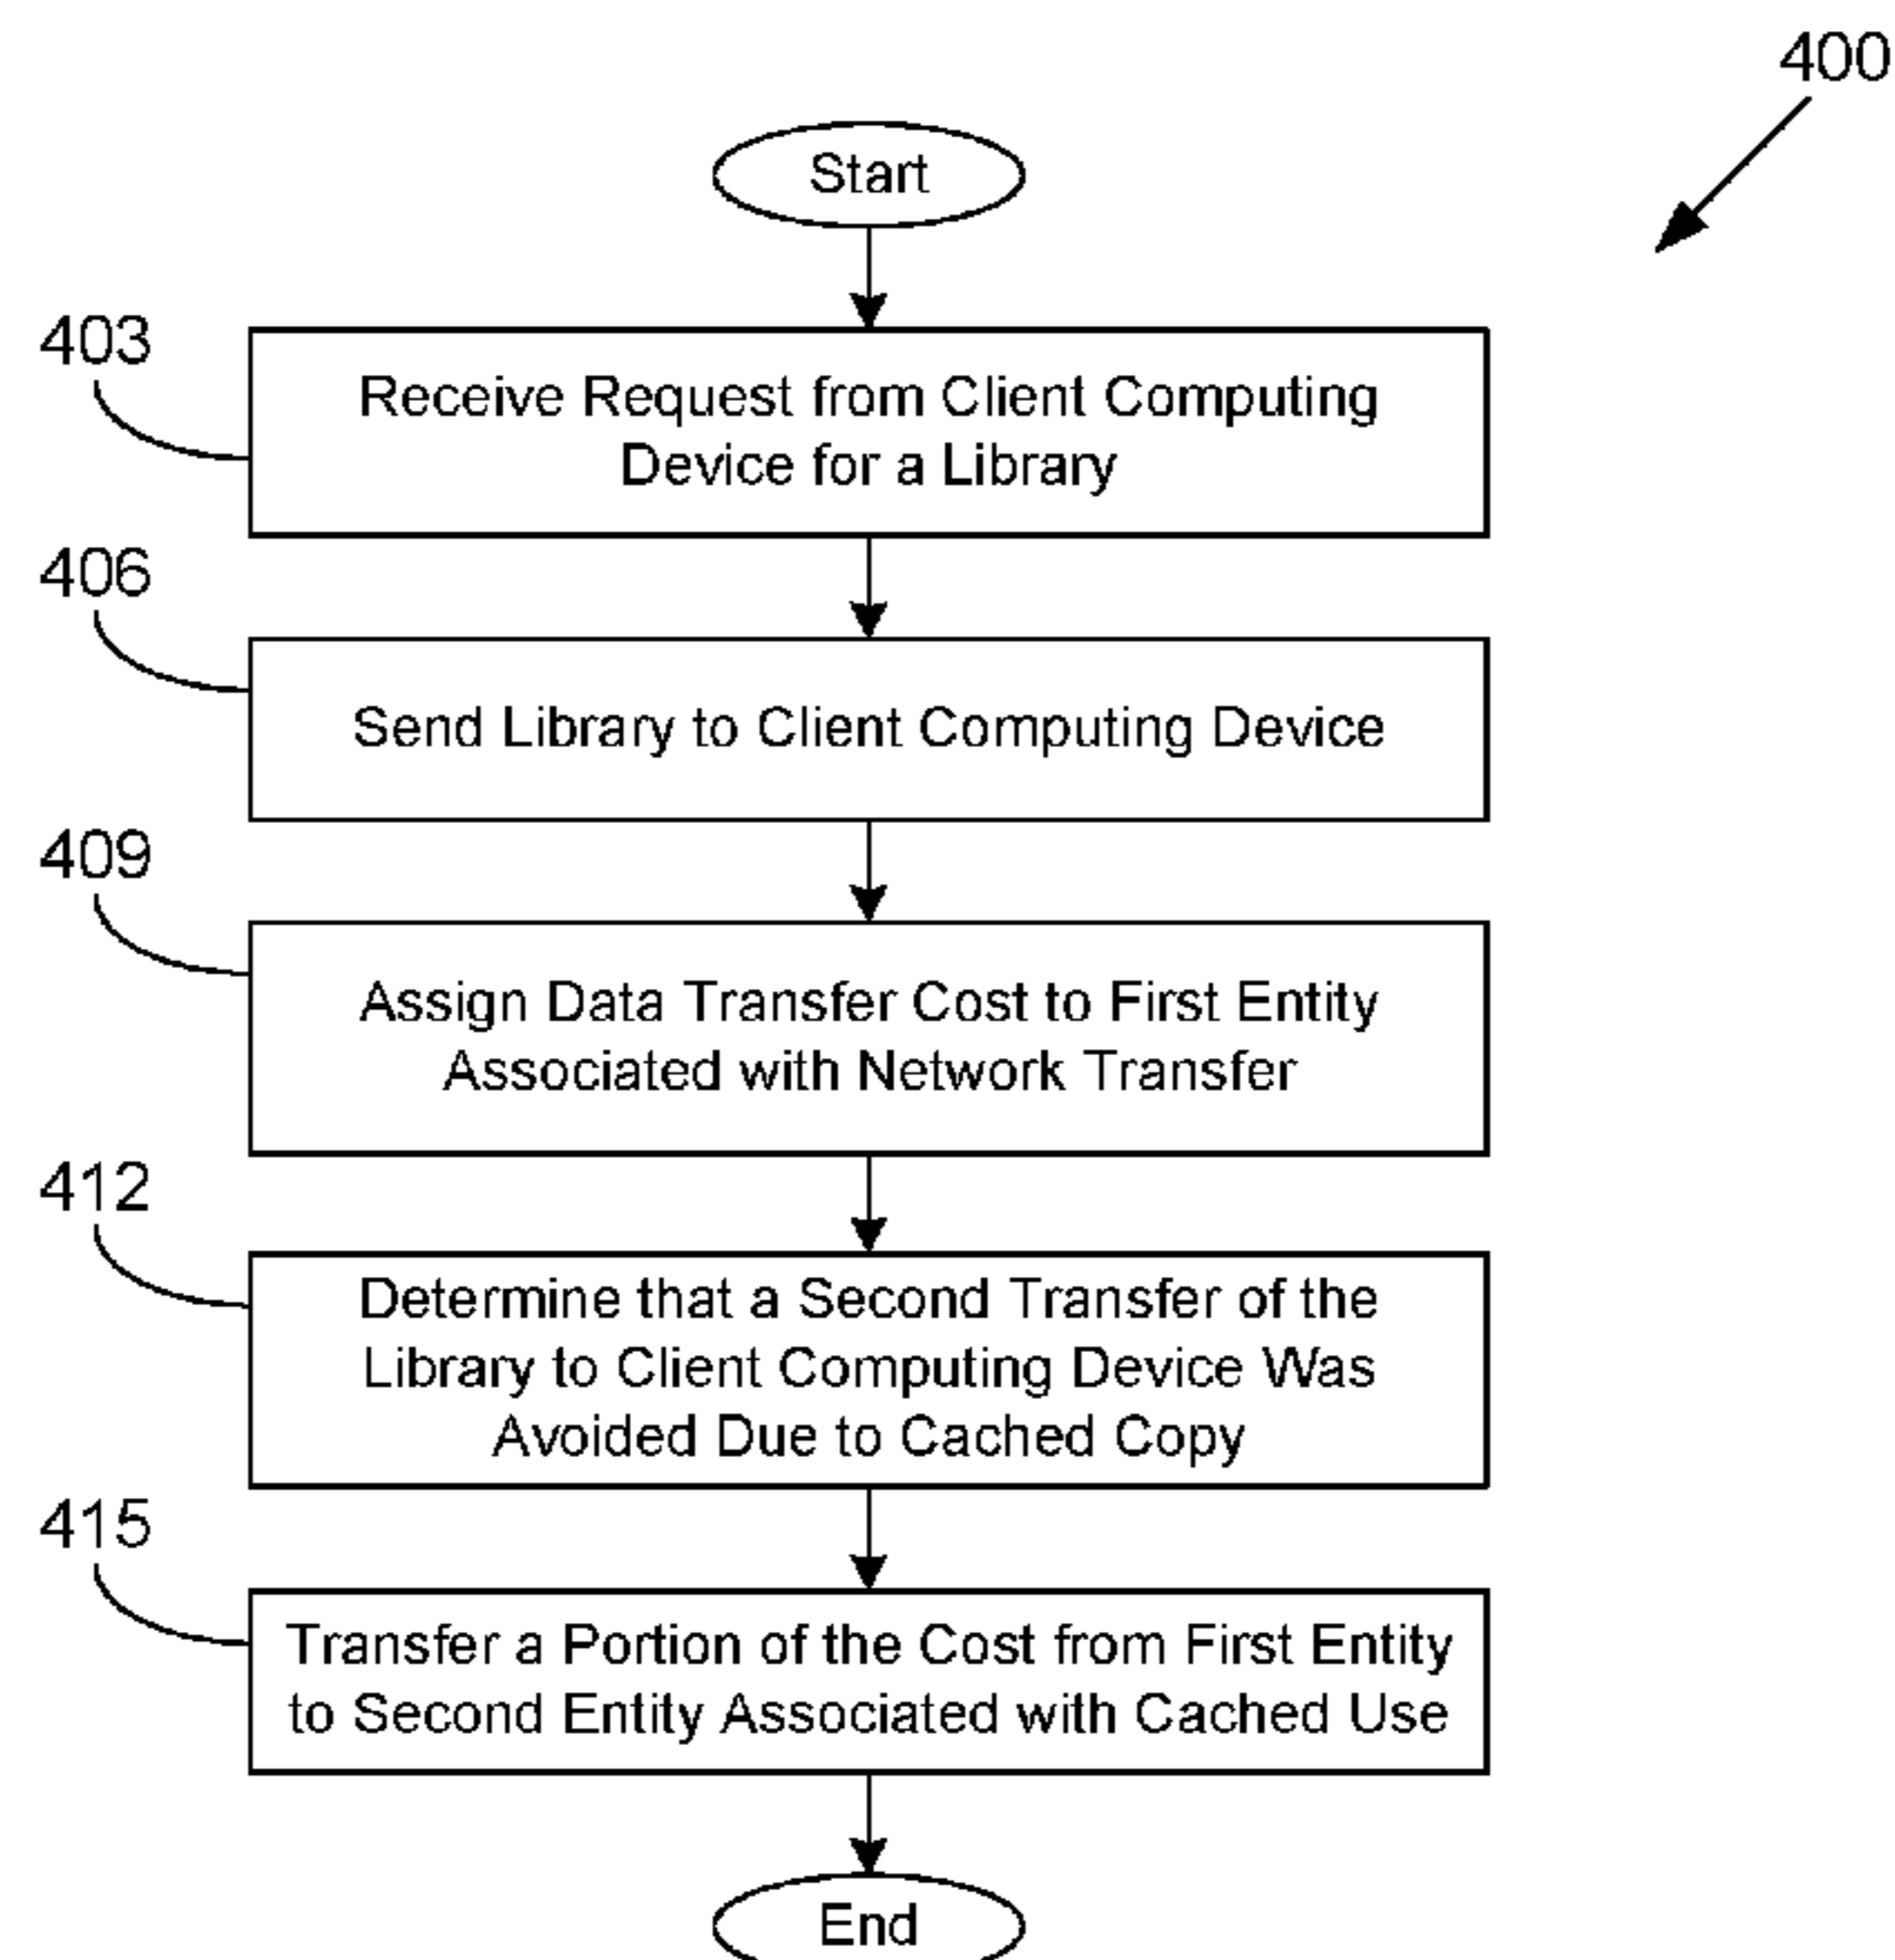 400
Start
403
Receive Request from Client Computing
Device for a Library
406
Send Library to Client Computing Device
409
Assign Data Transfer Cost to First Entity
Associated with Network Transfer
412
Determine that a Second Transfer of the
Library to Client Computing Device Was
Avoided Due to Cached Copy
415
Transfer a Portion of the Cost from First Entity
to Second Entity Associated with Cached Use
End